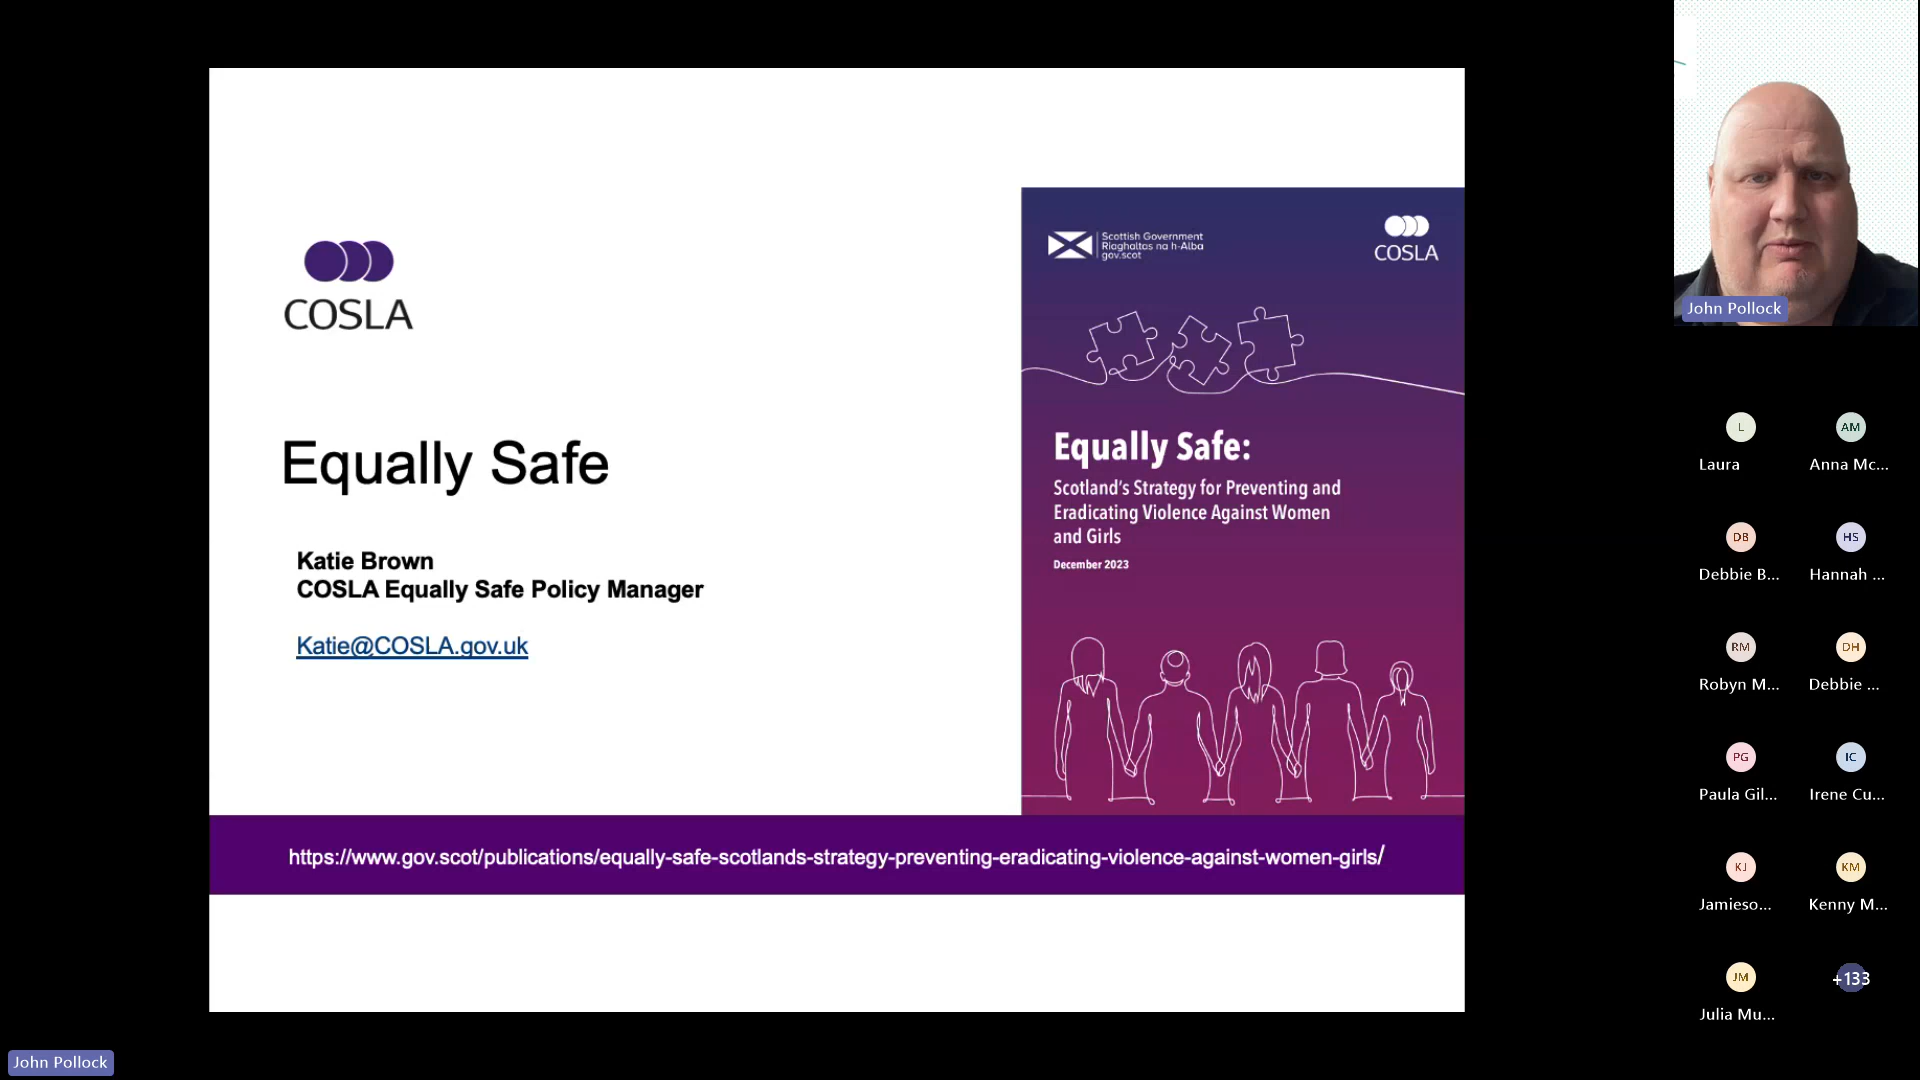 COSLA
Equally Safe
Katie Brown
COSLA Equally Safe Policy Manager
Katie@COSLA.gov.uk
Scottish Government
Riaghaltas na h-Alba
gov.scot
COSLA
Equally Safe:
Scotland's Strategy for Preventing and
Eradicating Violence Against Women
and Girls
December 2023
https://www.gov.scot/publications/equally-safe-scotlands-strategy-preventing-eradicating-violence-against-women-girls/
John Pollock
L
AM
Laura
Anna Mc...
DB
HS
Debbie B...
Hannah ...
RM
DH
Robyn M...
Debbie ...
PG
IC
Paula Gil...
Irene Cu...
KJ
KM
Jamieso...
Kenny M...
JM
+133
Julia Mu...
John Pollock